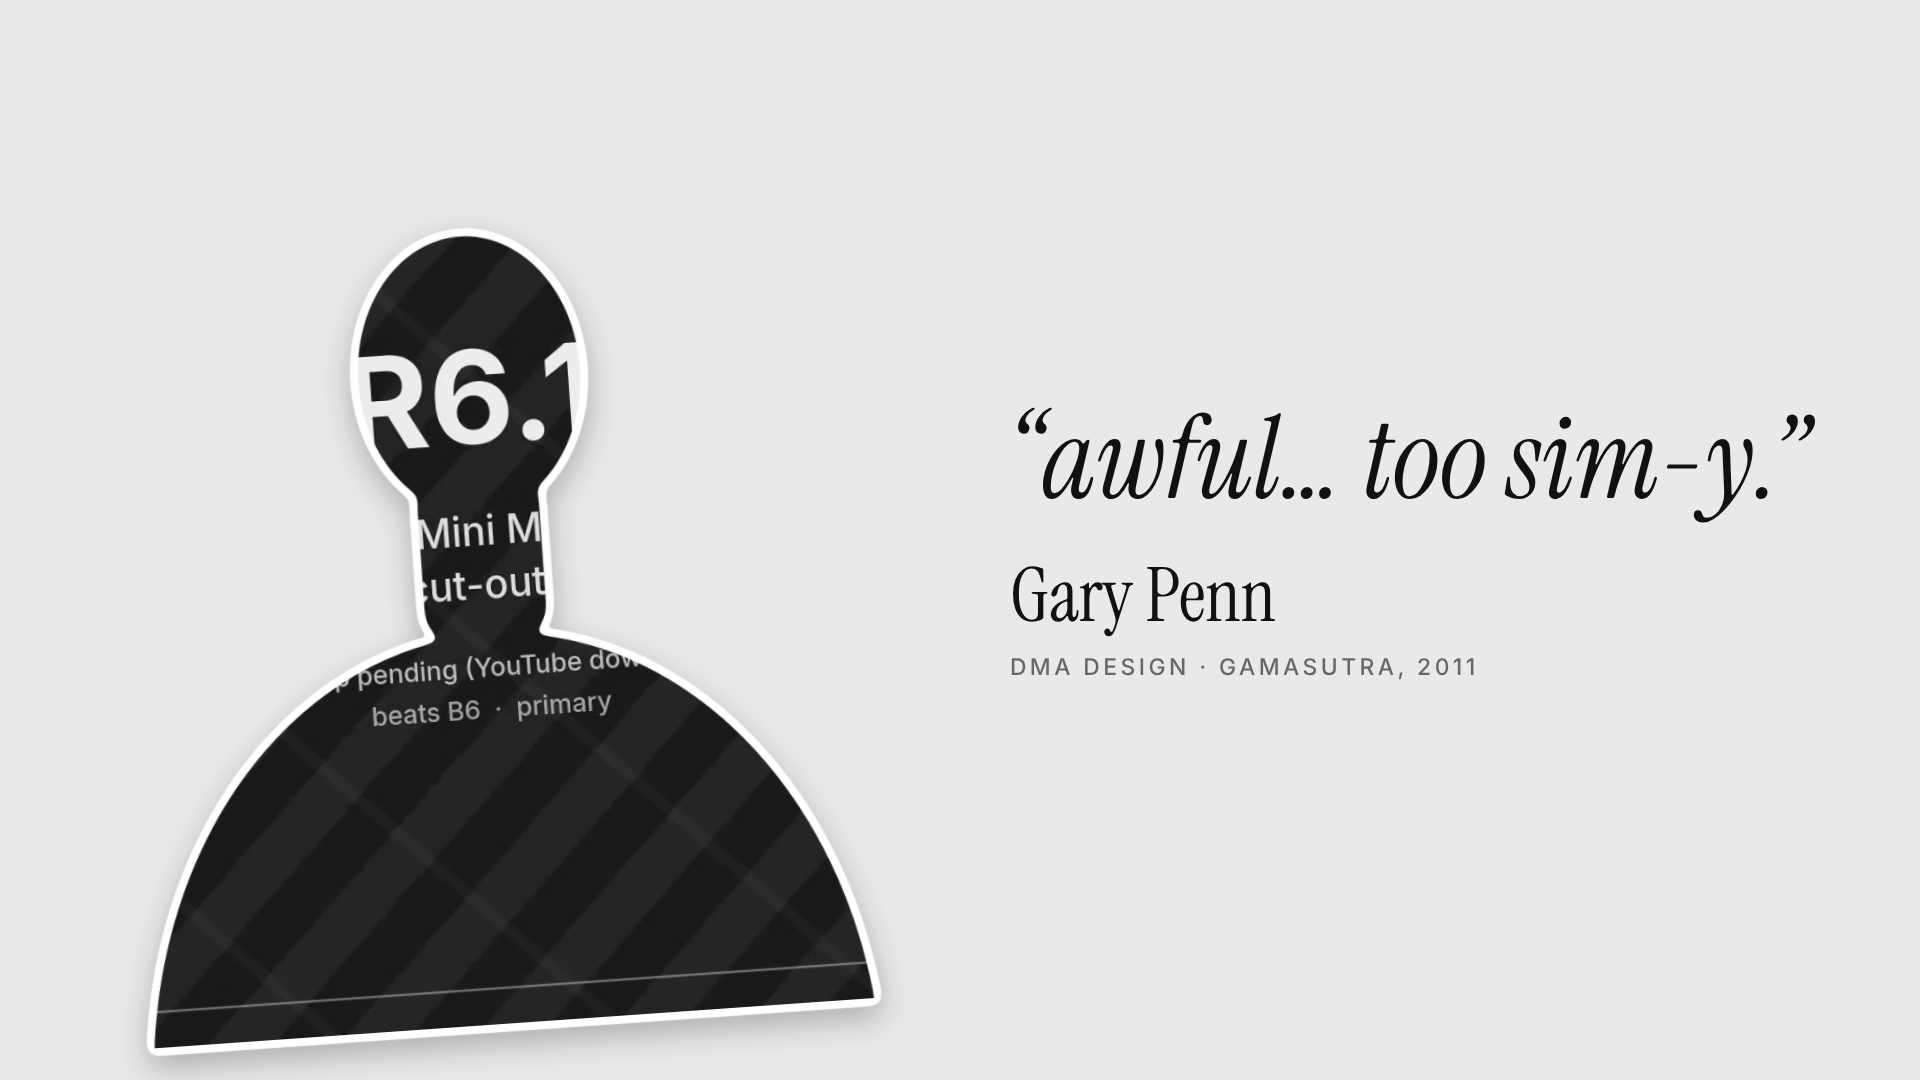 R6.1
Mini M
cut-out
pending (YouTube dow
beats B6 · primary
“awful... too sim-y.”
Gary Penn
DMA DESIGN · GAMASUTRA, 2011